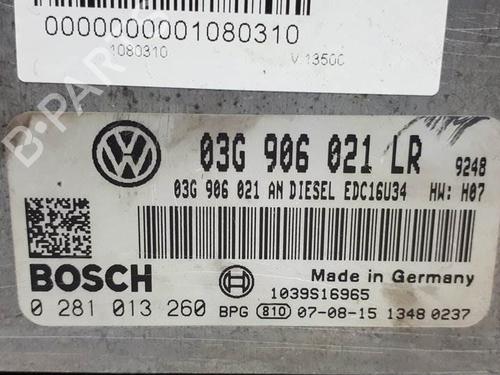 0000000001080310
1080310 V.13500
03G 906 021 LR 9248
03G 906 021 AN DIESEL EDC16U34 HW: H07
BOSCH
Made in Germany
1039S16965
0 281 013 260 BPG 810 07-08-15 1348 0237
B-PARTS